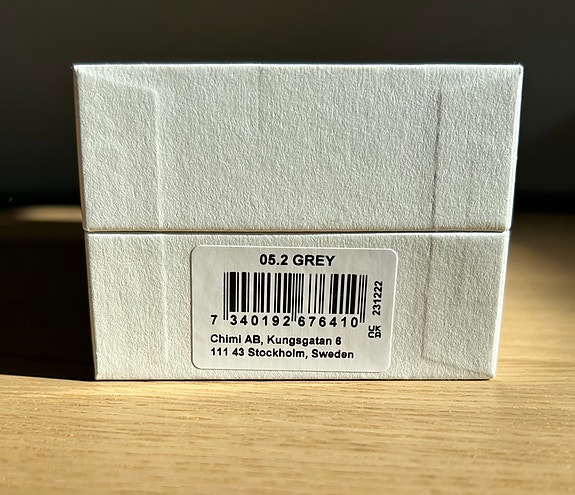 05.2 GREY
7 340192 676410
Chimi AB, Kungsgatan 6
111 43 Stockholm, Sweden
231222